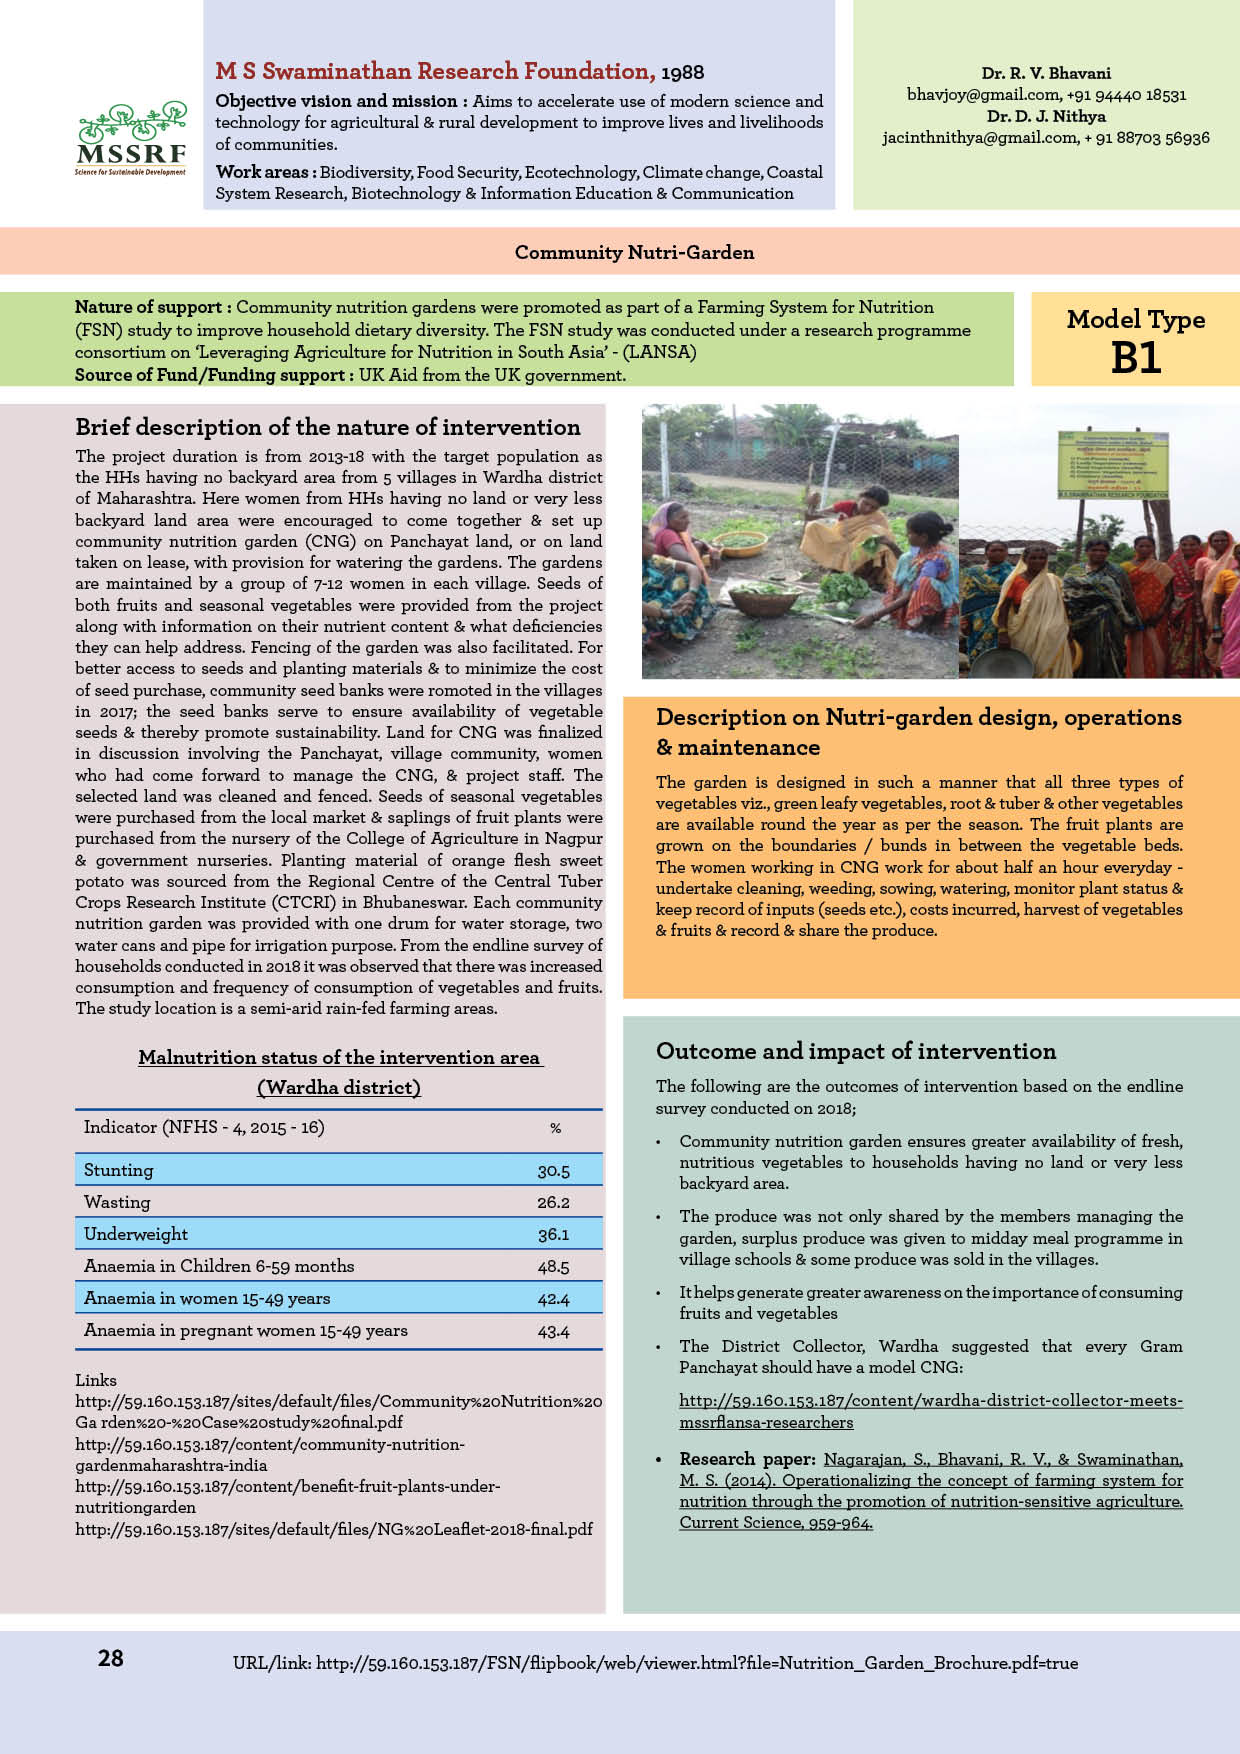 M S Swaminathan Research Foundation, 1988
Objective vision and mission : Aims to accelerate use of modern science and
technology for agricultural & rural development to improve lives and livelihoods
of communities.
Work areas : Biodiversity, Food Security, Ecotechnology, Climate change, Coastal
System Research, Biotechnology & Information Education & Communication
MSSRF
Science for Sustainable Development
Dr. R. V. Bhavani
bhavjoy@gmail.com, +91 94440 18531
Dr. D. J. Nithya
jacinthnithya@gmail.com, + 91 88703 56936
Community Nutri-Garden
Nature of support : Community nutrition gardens were promoted as part of a Farming System for Nutrition
(FSN) study to improve household dietary diversity. The FSN study was conducted under a research programme
consortium on ‘Leveraging Agriculture for Nutrition in South Asia’ - (LANSA)
Source of Fund/Funding support : UK Aid from the UK government.
Model Type
B1
Brief description of the nature of intervention
The project duration is from 2013-18 with the target population as
the HHs having no backyard area from 5 villages in Wardha district
of Maharashtra. Here women from HHs having no land or very less
backyard land area were encouraged to come together & set up
community nutrition garden (CNG) on Panchayat land, or on land
taken on lease, with provision for watering the gardens. The gardens
are maintained by a group of 7-12 women in each village. Seeds of
both fruits and seasonal vegetables were provided from the project
along with information on their nutrient content & what deficiencies
they can help address. Fencing of the garden was also facilitated. For
better access to seeds and planting materials & to minimize the cost
of seed purchase, community seed banks were romoted in the villages
in 2017; the seed banks serve to ensure availability of vegetable
seeds & thereby promote sustainability. Land for CNG was finalized
in discussion involving the Panchayat, village community, women
who had come forward to manage the CNG, & project staff. The
selected land was cleaned and fenced. Seeds of seasonal vegetables
were purchased from the local market & saplings of fruit plants were
purchased from the nursery of the College of Agriculture in Nagpur
& government nurseries. Planting material of orange flesh sweet
potato was sourced from the Regional Centre of the Central Tuber
Crops Research Institute (CTCRI) in Bhubaneswar. Each community
nutrition garden was provided with one drum for water storage, two
water cans and pipe for irrigation purpose. From the endline survey of
households conducted in 2018 it was observed that there was increased
consumption and frequency of consumption of vegetables and fruits.
The study location is a semi-arid rain-fed farming areas.
Malnutrition status of the intervention area
(Wardha district)
Indicator (NFHS - 4, 2015 - 16) %
Stunting 30.5
Wasting 26.2
Underweight 36.1
Anaemia in Children 6-59 months 48.5
Anaemia in women 15-49 years 42.4
Anaemia in pregnant women 15-49 years 43.4
Links
http://59.160.153.187/sites/default/files/Community%20Nutrition%20
Ga rden%20-%20Case%20study%20final.pdf
http://59.160.153.187/content/community-nutrition-
gardenmaharashtra-india
http://59.160.153.187/content/benefit-fruit-plants-under-
nutritiongarden
http://59.160.153.187/sites/default/files/NG%20Leaflet-2018-final.pdf
M.S. SWAMINATHAN RESEARCH FOUNDATION
Description on Nutri-garden design, operations
& maintenance
The garden is designed in such a manner that all three types of
vegetables viz., green leafy vegetables, root & tuber & other vegetables
are available round the year as per the season. The fruit plants are
grown on the boundaries / bunds in between the vegetable beds.
The women working in CNG work for about half an hour everyday -
undertake cleaning, weeding, sowing, watering, monitor plant status &
keep record of inputs (seeds etc.), costs incurred, harvest of vegetables
& fruits & record & share the produce.
Outcome and impact of intervention
The following are the outcomes of intervention based on the endline
survey conducted on 2018;
• Community nutrition garden ensures greater availability of fresh,
nutritious vegetables to households having no land or very less
backyard area.
• The produce was not only shared by the members managing the
garden, surplus produce was given to midday meal programme in
village schools & some produce was sold in the villages.
• It helps generate greater awareness on the importance of consuming
fruits and vegetables
• The District Collector, Wardha suggested that every Gram
Panchayat should have a model CNG:
http://59.160.153.187/content/wardha-district-collector-meets-
mssrflansa-researchers
• Research paper: Nagarajan, S., Bhavani, R. V., & Swaminathan,
M. S. (2014). Operationalizing the concept of farming system for
nutrition through the promotion of nutrition-sensitive agriculture.
Current Science, 959-964.
28
URL/link: http://59.160.153.187/FSN/flipbook/web/viewer.html?file=Nutrition_Garden_Brochure.pdf=true